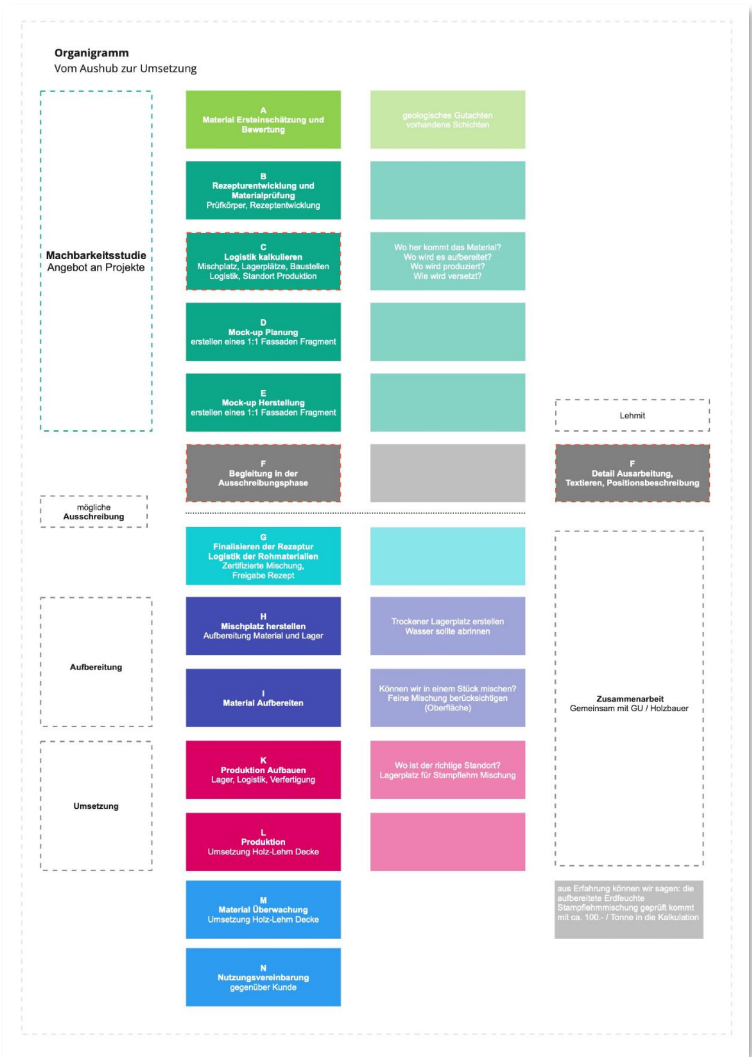 Organigramm
Vom Aushub zur Umsetzung
A
Material Ersteinschätzung und
Bewertung
geologisches Gutachten
vorhandene Schichten
B
Rezepturentwicklung und
Materialprüfung
Prüfkörper, Rezeptentwicklung
Machbarkeitsstudie
Angebot an Projekte
C
Logistik kalkulieren
Mischplatz, Lagerplätze, Baustellen
Logistik, Standort Produktion
Wo her kommt das Material?
Wo wird es aufbereitet?
Wo wird produziert?
Wie wird versetzt?
D
Mock-up Planung
erstellen eines 1:1 Fassaden Fragment
E
Mock-up Herstellung
erstellen eines 1:1 Fassaden Fragment
Lehmit
F
Begleitung in der
Ausschreibungsphase
F
Detail Ausarbeitung,
Textieren, Positionsbeschreibung
mögliche
Ausschreibung
G
Finalisieren der Rezeptur
Logistik der Rohmaterialien
Zertifizierte Mischung,
Freigabe Rezept
H
Mischplatz herstellen
Aufbereitung Material und Lager
Trockener Lagerplatz erstellen
Wasser sollte abrinnen
Aufbereitung
I
Material Aufbereiten
Können wir in einem Stück mischen?
Feine Mischung berücksichtigen
(Oberfläche)
Zusammenarbeit
Gemeinsam mit GU / Holzbauer
K
Produktion Aufbauen
Lager, Logistik, Verfertigung
Wo ist der richtige Standort?
Lagerplatz für Stampflehm Mischung
Umsetzung
L
Produktion
Umsetzung Holz-Lehm Decke
M
Material Überwachung
Umsetzung Holz-Lehm Decke
aus Erfahrung können wir sagen: die
aufbereitete Erdfeuchte
Stampflehmmischung geprüft kommt
mit ca. 100.- / Tonne in die Kalkulation
N
Nutzungsvereinbarung
gegenüber Kunde